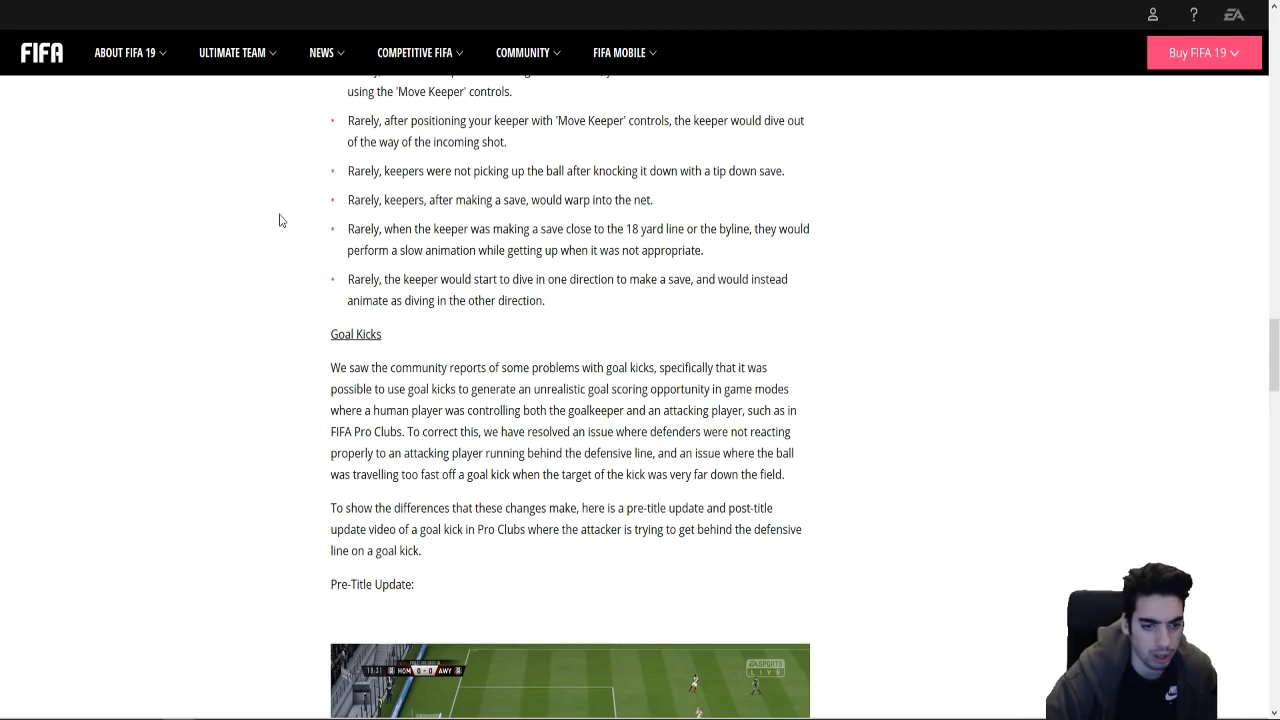 FIFA
ABOUT FIFA 19
ULTIMATE TEAM
NEWS
COMPETITIVE FIFA
COMMUNITY
FIFA MOBILE
?
EA
Buy FIFA 19
using the 'Move Keeper' controls.
• Rarely, after positioning your keeper with 'Move Keeper' controls, the keeper would dive out
of the way of the incoming shot.
• Rarely, keepers were not picking up the ball after knocking it down with a tip down save.
• Rarely, keepers, after making a save, would warp into the net.
• Rarely, when the keeper was making a save close to the 18 yard line or the byline, they would
perform a slow animation while getting up when it was not appropriate.
• Rarely, the keeper would start to dive in one direction to make a save, and would instead
animate as diving in the other direction.
Goal Kicks
We saw the community reports of some problems with goal kicks, specifically that it was
possible to use goal kicks to generate an unrealistic goal scoring opportunity in game modes
where a human player was controlling both the goalkeeper and an attacking player, such as in
FIFA Pro Clubs. To correct this, we have resolved an issue where defenders were not reacting
properly to an attacking player running behind the defensive line, and an issue where the ball
was travelling too fast off a goal kick when the target of the kick was very far down the field.
To show the differences that these changes make, here is a pre-title update and post-title
update video of a goal kick in Pro Clubs where the attacker is trying to get behind the defensive
line on a goal kick.
Pre-Title Update:
HOM 0-0 AWY
EA SPORTS
LIVE